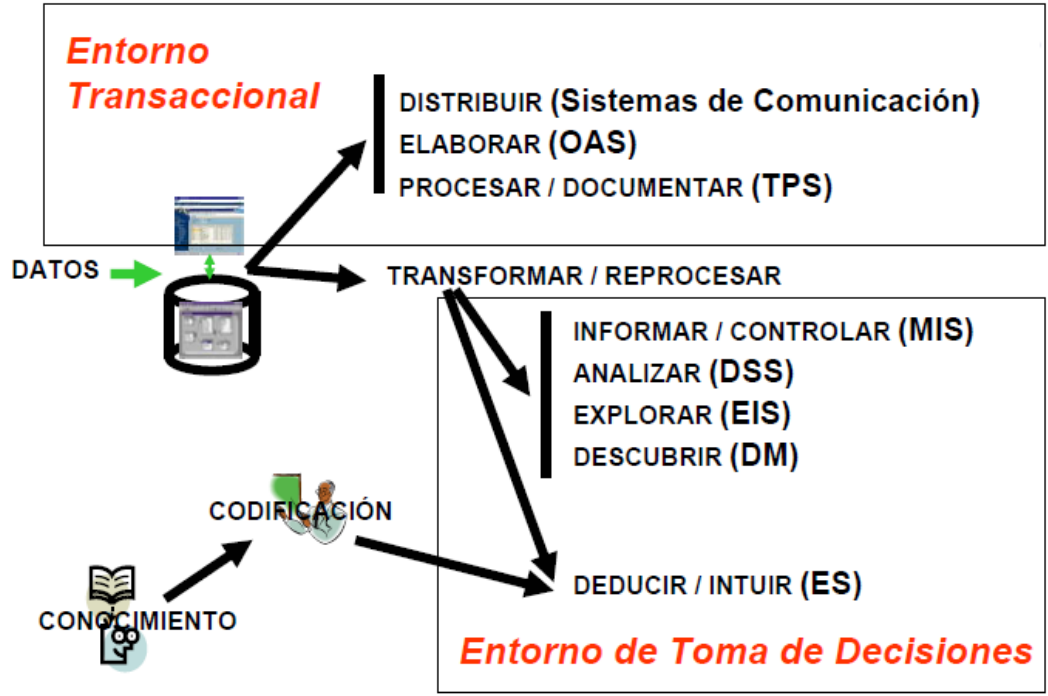 Entorno
Transaccional
DISTRIBUIR (Sistemas de Comunicación)
ELABORAR (OAS)
PROCESAR / DOCUMENTAR (TPS)
DATOS
TRANSFORMAR / REPROCESAR
INFORMAR / CONTROLAR (MIS)
ANALIZAR (DSS)
EXPLORAR (EIS)
DESCUBRIR (DM)
CODIFICACIÓN
DEDUCIR / INTUIR (ES)
CONOCIMIENTO
Entorno de Toma de Decisiones